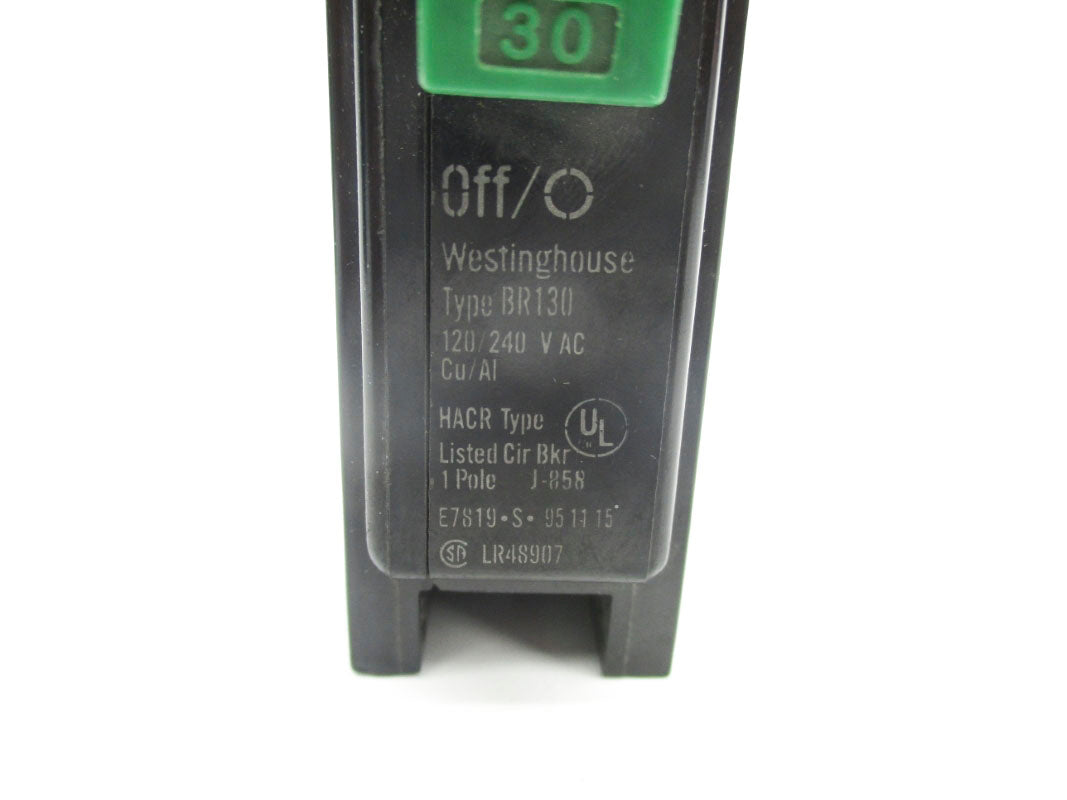 30
Off/O
Westinghouse
Type BR130
120/240 V AC
Cu/Al
HACR Type UL
Listed Cir Bkr
1 Pole J-858
E7819·S· 95 11 15
SA LR48907